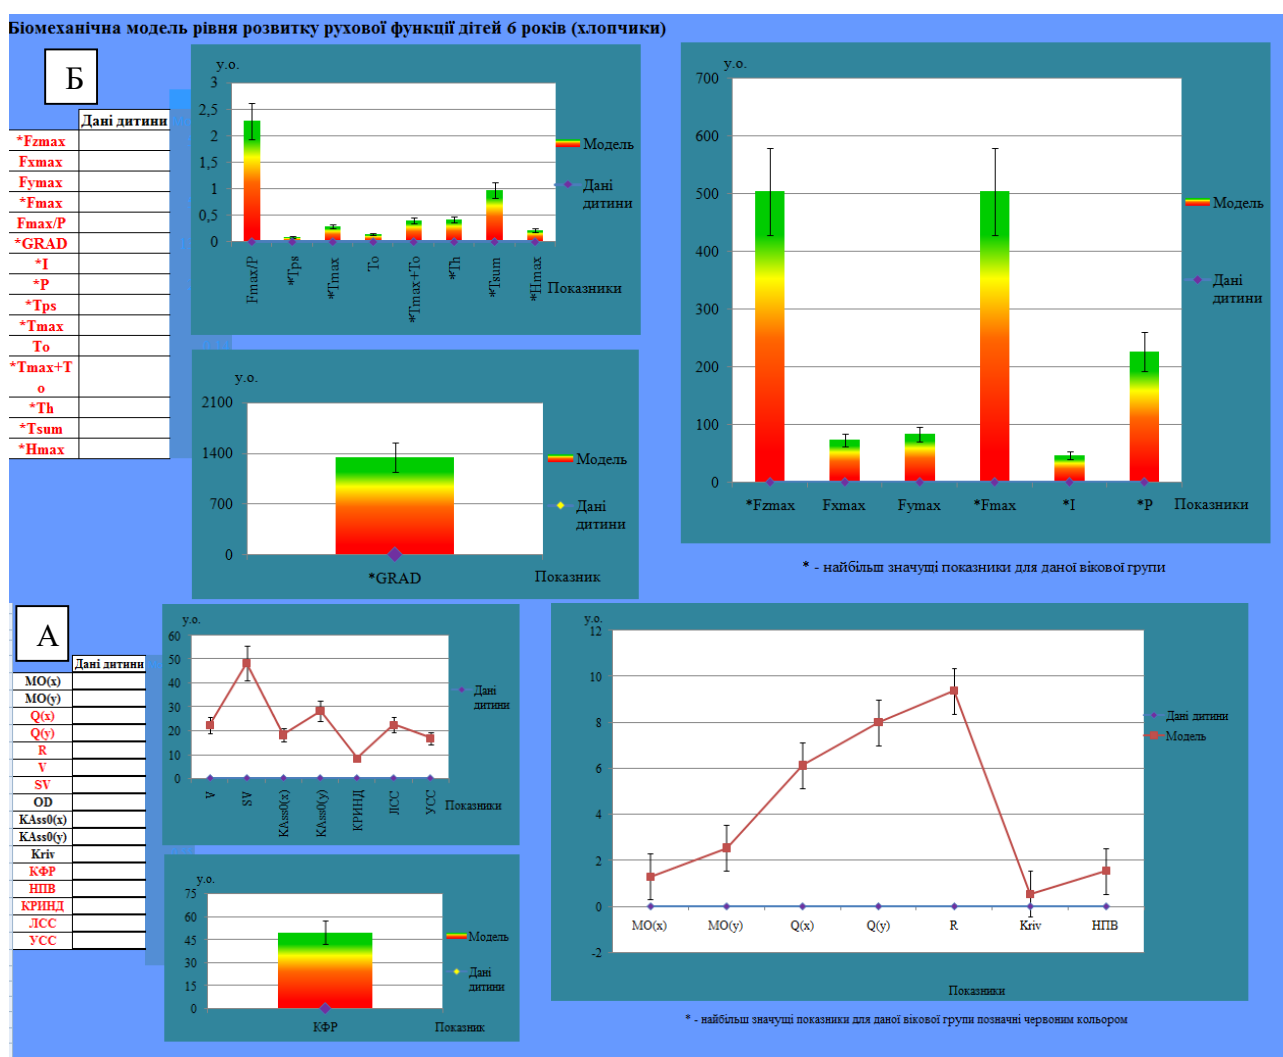 Біомеханічна модель рівня розвитку рухової функції дітей 6 років (хлопчики)
Б
Дані дитини
*Fzmax
Fxmax
Fymax
*Fmax
Fmax/P
*GRAD
*I
*P
*Tps
*Tmax
To
*Tmax+T
o
*Th
*Tsum
*Hmax
у.о.
3
2,5
2
1,5
1
0,5
0
Fmax/P
*Tps
*Tmax
To
*Tmax+To
*Th
*Tsum
*Hmax
Показники
Модель
Дані
дитини
у.о.
2100
1400
700
0
*GRAD
Показник
Модель
Дані
дитини
у.о.
700
600
500
400
300
200
100
0
*Fzmax
Fxmax
Fymax
*Fmax
*I
*P
Показники
Модель
Дані
дитини
* - найбільш значущі показники для даної вікової групи
А
Дані дитини
MO(x)
MO(y)
Q(x)
Q(y)
R
V
SV
OD
KAss0(x)
KAss0(y)
Kriv
КФР
НПВ
КРИНД
ЛСС
УСС
у.о.
60
50
40
30
20
10
0
V
SV
KAss0(x)
KAss0(y)
КРИНД
ЛСС
УСС
Показники
Дані
дитини
у.о.
75
60
45
30
15
0
КФР
Показник
Модель
Дані
дитини
у.о.
12
10
8
6
4
2
0
-2
MO(x)
MO(y)
Q(x)
Q(y)
R
Kriv
НПВ
Показники
Дані дитини
Модель
* - найбільш значущі показники для даної вікової групи позначні червоним кольором